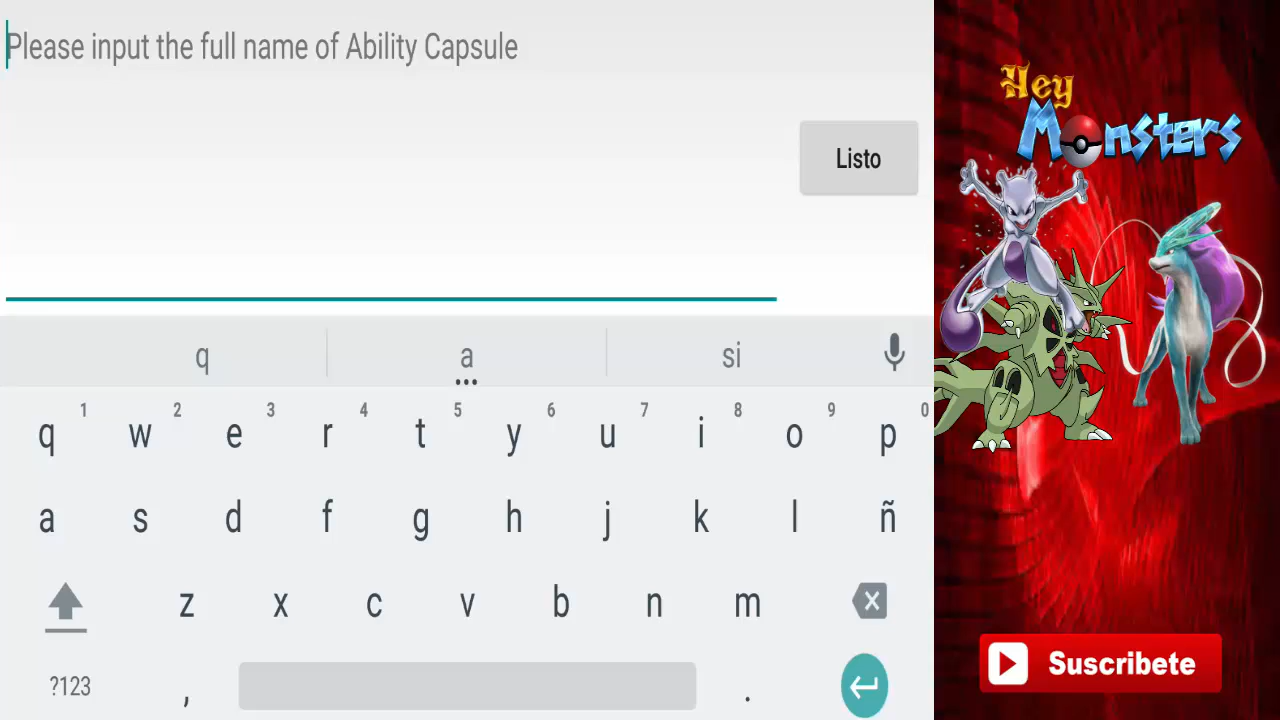 Please input the full name of Ability Capsule
Listo
q a si
1 2 3 4 5 6 7 8 9 0
q w e r t y u i o p
a s d f g h j k l ñ
z x c v b n m
?123 , .
Hey
Monsters
Suscribete